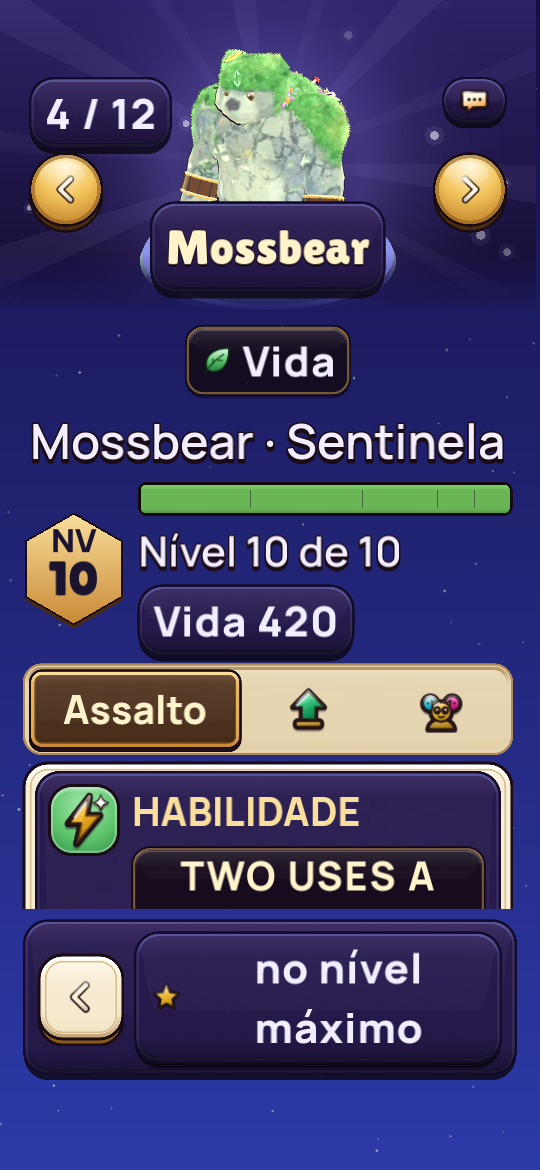 4 / 12
Mossbear
Vida
Mossbear · Sentinela
NV
10
Nível 10 de 10
Vida 420
Assalto
HABILIDADE
TWO USES A
no nível
máximo